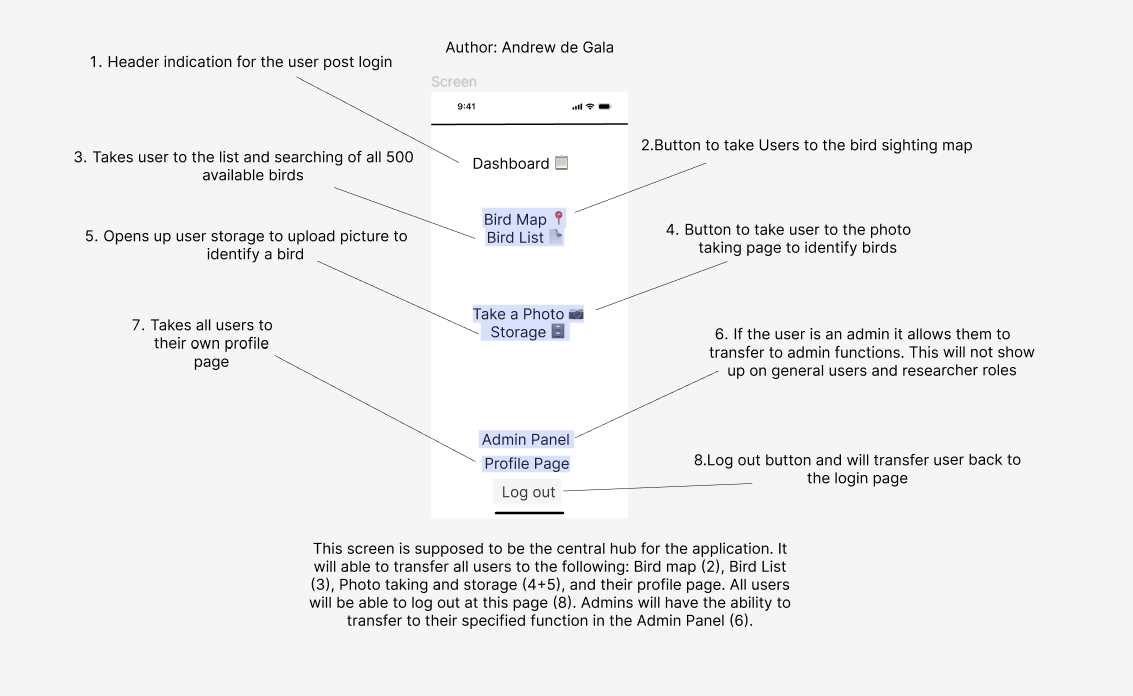 Author: Andrew de Gala
1. Header indication for the user post login
Screen
9:41
3. Takes user to the list and searching of all 500
available birds
2.Button to take Users to the bird sighting map
Dashboard 📋
Bird Map 📍
Bird List 📄
5. Opens up user storage to upload picture to
identify a bird
4. Button to take user to the photo
taking page to identify birds
Take a Photo 📷
Storage 🗄️
7. Takes all users to
their own profile
page
6. If the user is an admin it allows them to
transfer to admin functions. This will not show
up on general users and researcher roles
Admin Panel
Profile Page
Log out
8.Log out button and will transfer user back to
the login page
This screen is supposed to be the central hub for the application. It
will able to transfer all users to the following: Bird map (2), Bird List
(3), Photo taking and storage (4+5), and their profile page. All users
will be able to log out at this page (8). Admins will have the ability to
transfer to their specified function in the Admin Panel (6).